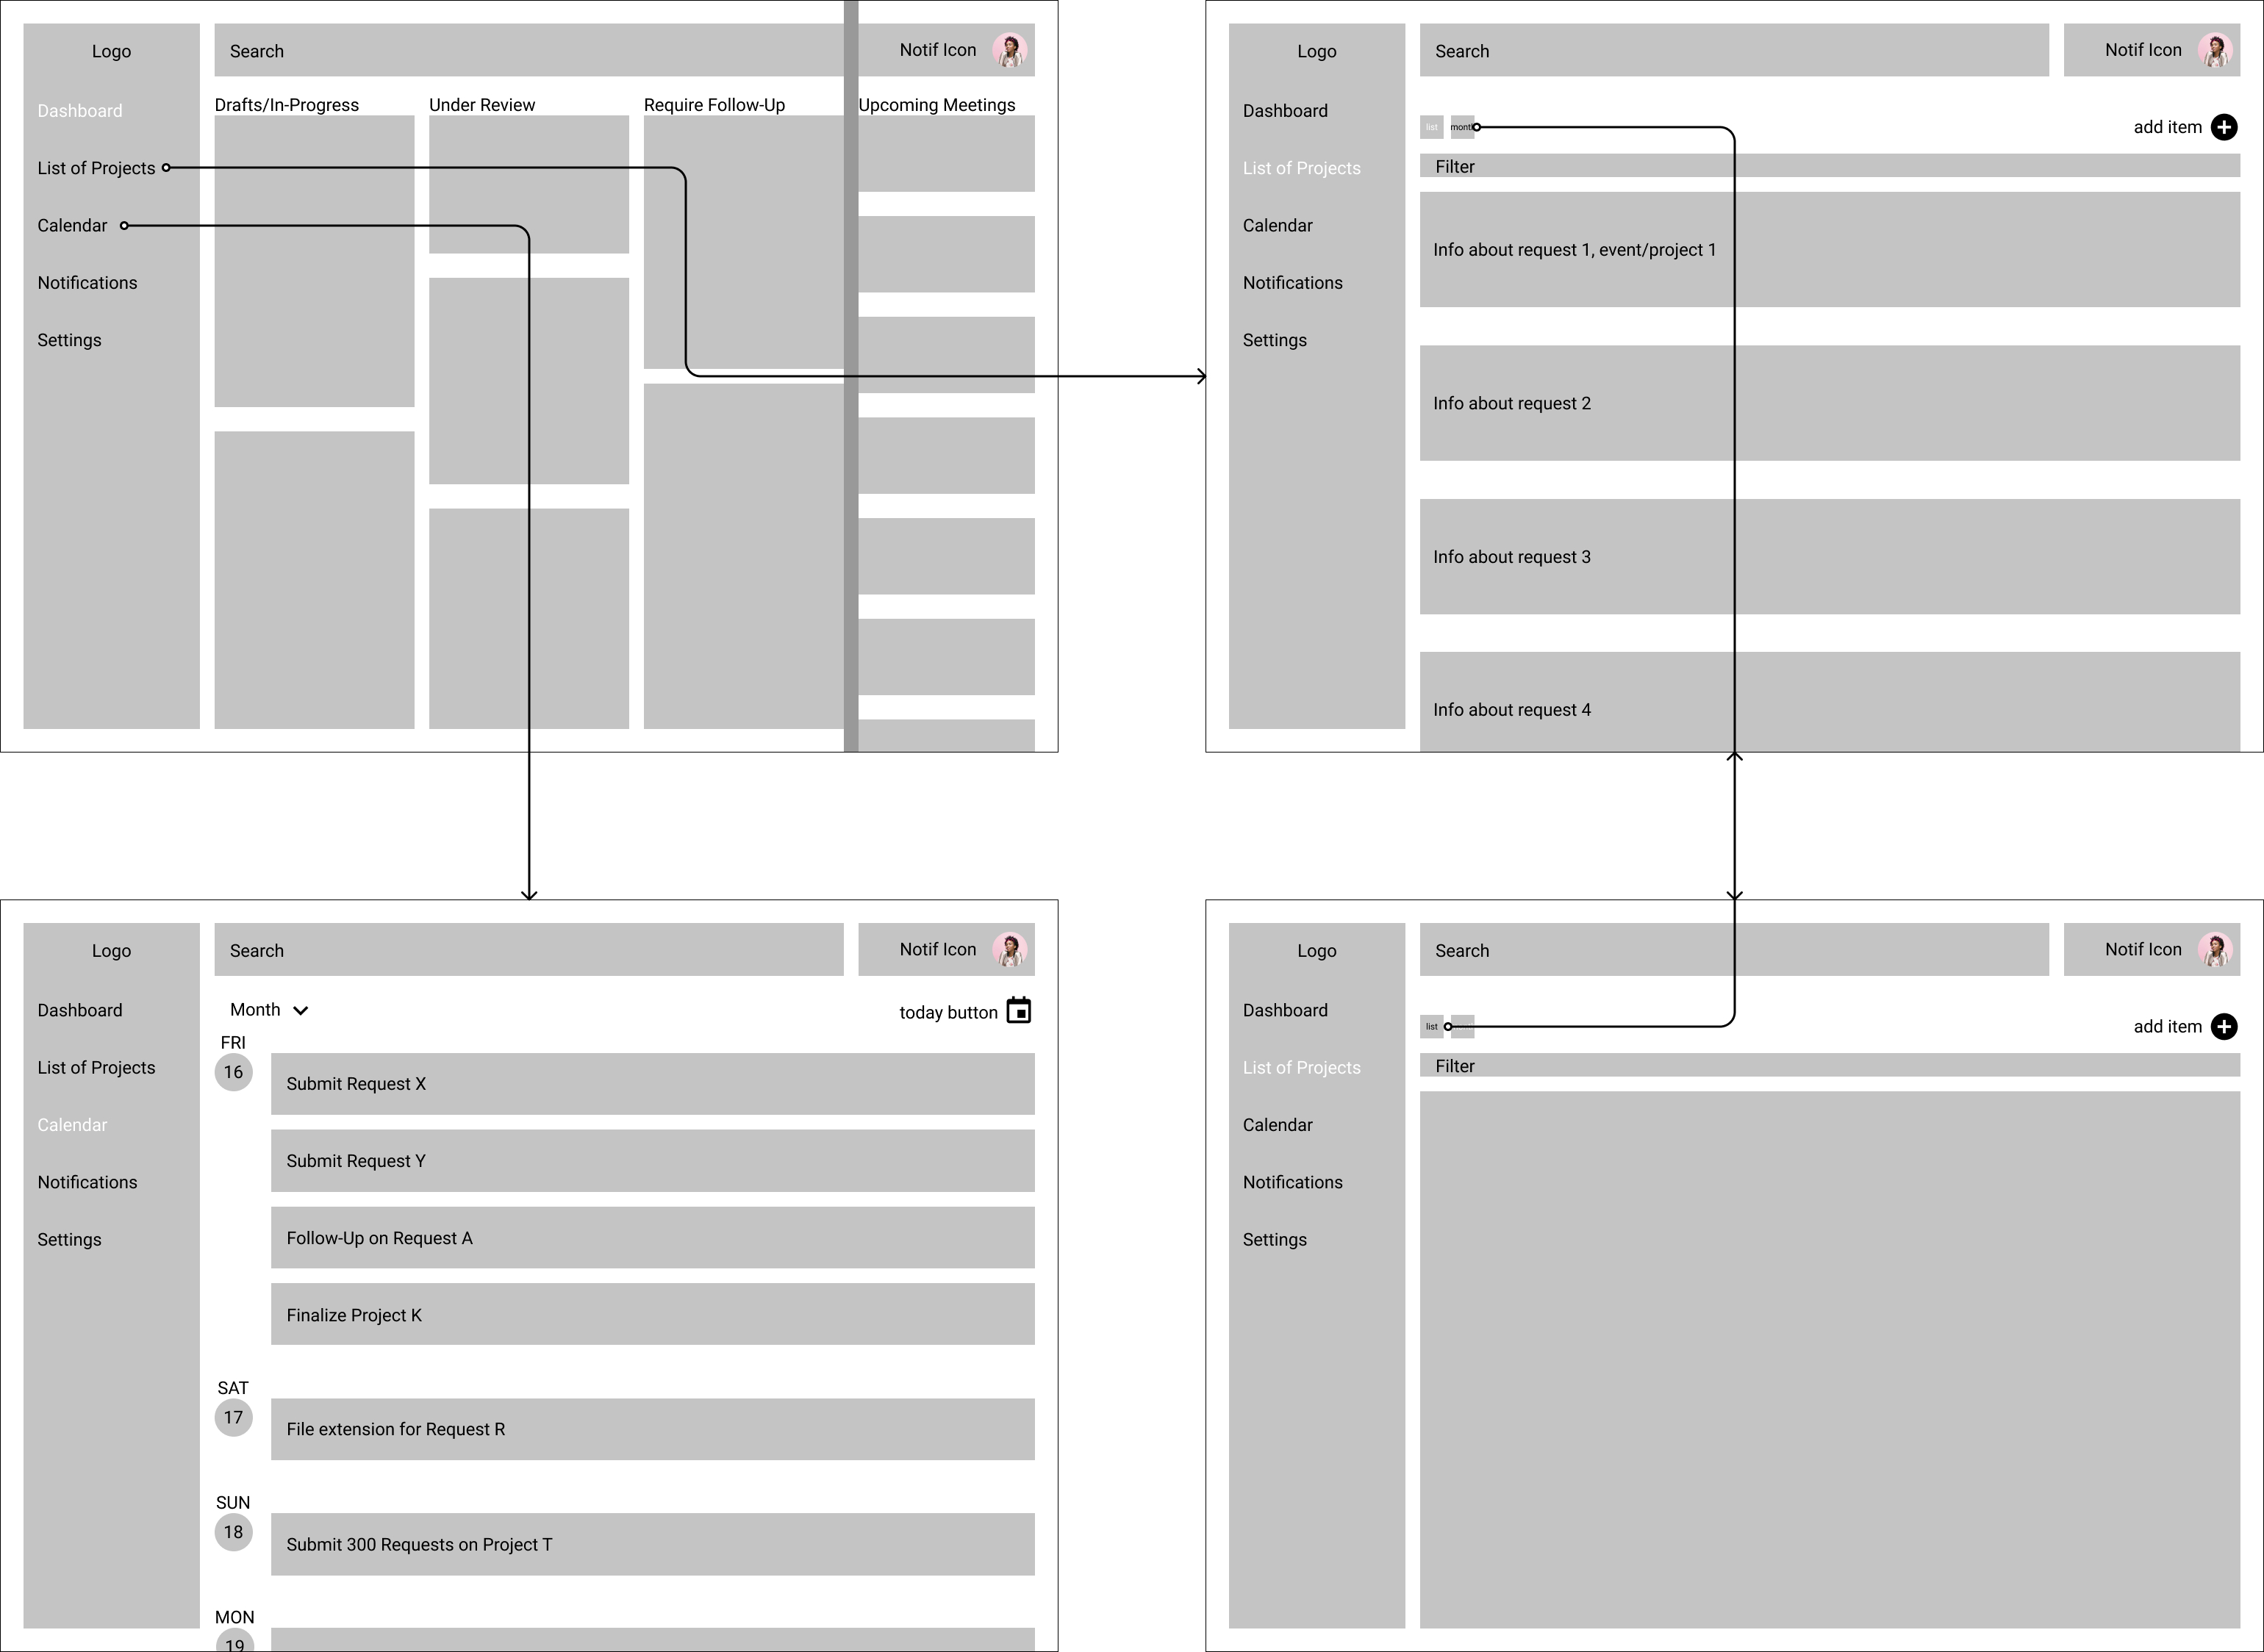 Logo
Search
Notif Icon
Dashboard
List of Projects
Calendar
Notifications
Settings
Drafts/In-Progress
Under Review
Require Follow-Up
Upcoming Meetings
Logo
Search
Notif Icon
Dashboard
List of Projects
Calendar
Notifications
Settings
list
add item
Filter
Info about request 1, event/project 1
Info about request 2
Info about request 3
Info about request 4
Logo
Search
Notif Icon
Dashboard
List of Projects
Calendar
Notifications
Settings
Month
today button
FRI
16
Submit Request X
Submit Request Y
Follow-Up on Request A
Finalize Project K
SAT
17
File extension for Request R
SUN
18
Submit 300 Requests on Project T
MON
19
Logo
Search
Notif Icon
Dashboard
List of Projects
Calendar
Notifications
Settings
list
add item
Filter